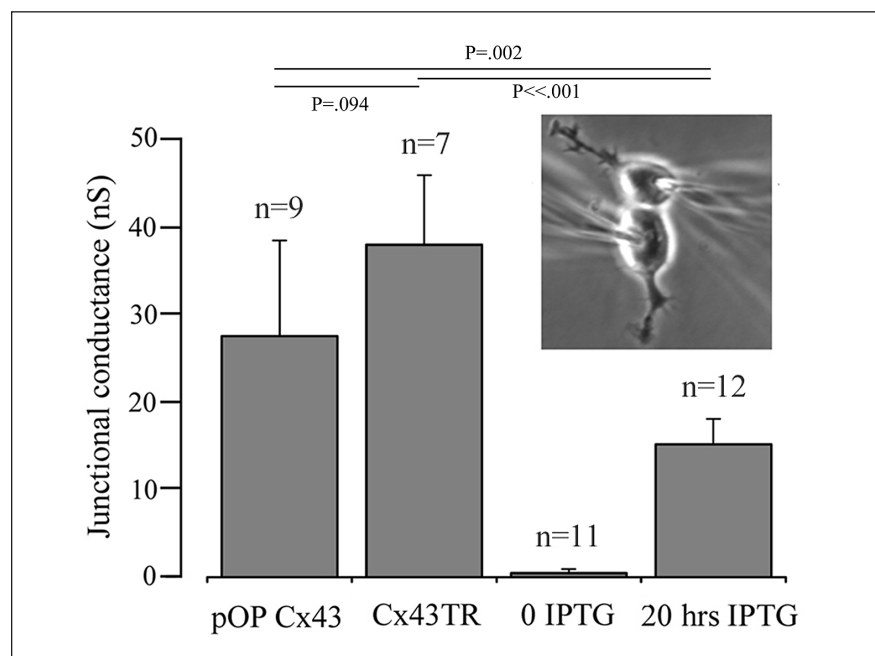 P=.002
P=.094
P<<.001
Junctional conductance (nS)
50
40
30
20
10
0
n=9
n=7
n=11
n=12
pOP Cx43
Cx43TR
0 IPTG
20 hrs IPTG